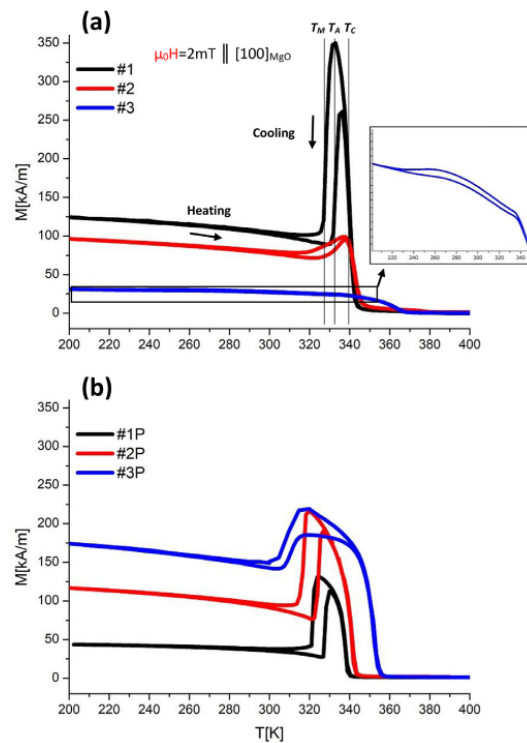 (a)
T_M T_A T_C
μ₀H=2mT ∥ [100]MgO
#1
#2
#3
Cooling
Heating
M[kA/m]
350
300
250
200
150
100
50
0
220 240 260 280 300 320 340
200 220 240 260 280 300 320 340 360 380 400
(b)
#1P
#2P
#3P
M[kA/m]
350
300
250
200
150
100
50
0
200 220 240 260 280 300 320 340 360 380 400
T[K]